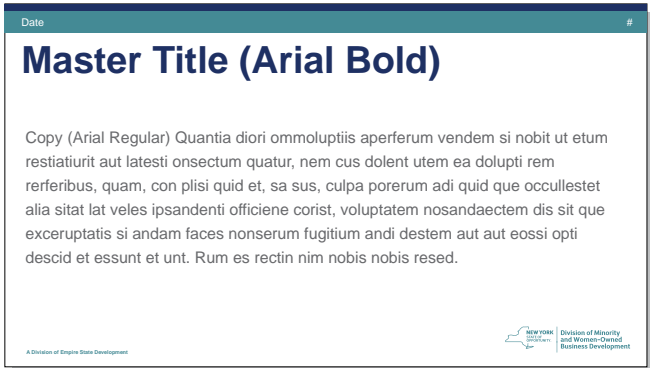 Date #
Master Title (Arial Bold)
Copy (Arial Regular) Quantia diori ommoluptiis aperferum vendem si nobit ut etum
restiatiurit aut latesti onsectum quatur, nem cus dolent utem ea dolupti rem
rerferibus, quam, con plisi quid et, sa sus, culpa porerum adi quid que occullestet
alia sitat lat veles ipsandenti officiene corist, voluptatem nosandaectem dis sit que
exceruptatis si andam faces nonserum fugitium andi destem aut aut eossi opti
descid et essunt et unt. Rum es rectin nim nobis nobis resed.
NEW YORK
STATE OF
OPPORTUNITY
Division of Minority
and Women-Owned
Business Development
A Division of Empire State Development